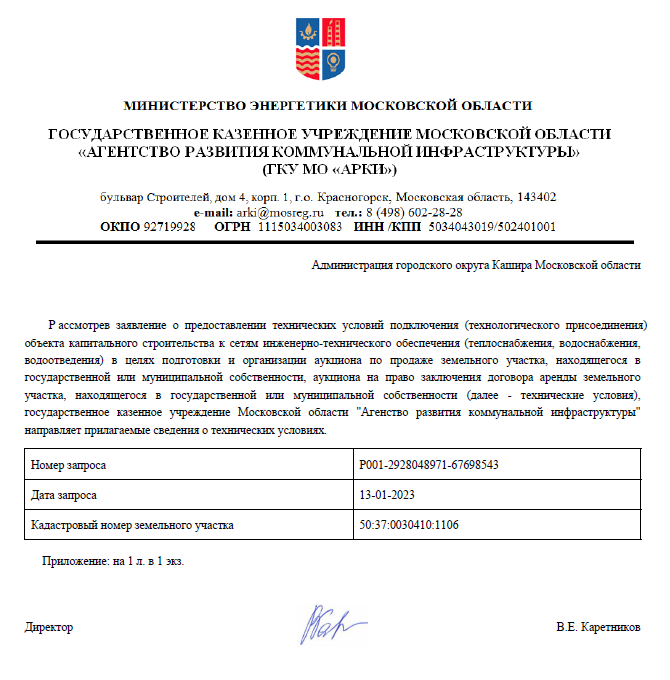 МИНИСТЕРСТВО ЭНЕРГЕТИКИ МОСКОВСКОЙ ОБЛАСТИ
ГОСУДАРСТВЕННОЕ КАЗЕННОЕ УЧРЕЖДЕНИЕ МОСКОВСКОЙ ОБЛАСТИ
«АГЕНТСТВО РАЗВИТИЯ КОММУНАЛЬНОЙ ИНФРАСТРУКТУРЫ»
(ГКУ МО «АРКИ»)
бульвар Строителей, дом 4, корп. 1, г.о. Красногорск, Московская область, 143402
e-mail: arki@mosreg.ru тел.: 8 (498) 602-28-28
ОКПО 92719928 ОГРН 1115034003083 ИНН /КПП 5034043019/502401001
Администрация городского округа Кашира Московской области
Рассмотрев заявление о предоставлении технических условий подключения (технологического присоединения)
объекта капитального строительства к сетям инженерно-технического обеспечения (теплоснабжения, водоснабжения,
водоотведения) в целях подготовки и организации аукциона по продаже земельного участка, находящегося в
государственной или муниципальной собственности, аукциона на право заключения договора аренды земельного
участка, находящегося в государственной или муниципальной собственности (далее - технические условия),
государственное казенное учреждение Московской области "Агенство развития коммунальной инфраструктуры"
направляет прилагаемые сведения о технических условиях.
Номер запроса P001-2928048971-67698543
Дата запроса 13-01-2023
Кадастровый номер земельного участка 50:37:0030410:1106
Приложение: на 1 л. в 1 экз.
Директор В.Е. Каретников